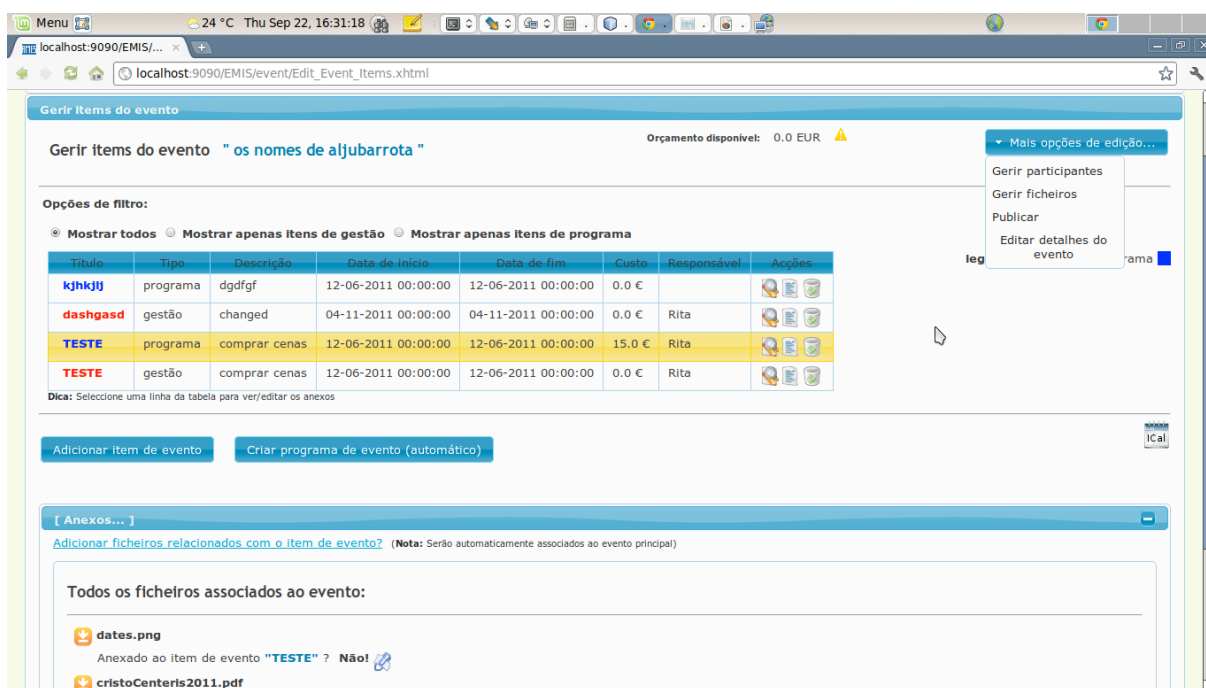 Menu
24 °C Thu Sep 22, 16:31:18
localhost:9090/EMIS/...
localhost:9090/EMIS/event/Edit_Event_Items.xhtml
Gerir items do evento
Gerir items do evento " os nomes de aljubarrota "
Orçamento disponível: 0.0 EUR
Mais opções de edição...
Gerir participantes
Gerir ficheiros
Publicar
Editar detalhes do
evento
Opções de filtro:
Mostrar todos Mostrar apenas itens de gestão Mostrar apenas itens de programa
leg rama
Título Tipo Descrição Data de início Data de fim Custo Responsável Acções
kjhkjlj programa dgdfgf 12-06-2011 00:00:00 12-06-2011 00:00:00 0.0 €
dashgasd gestão changed 04-11-2011 00:00:00 04-11-2011 00:00:00 0.0 € Rita
TESTE programa comprar cenas 12-06-2011 00:00:00 12-06-2011 00:00:00 15.0 € Rita
TESTE gestão comprar cenas 12-06-2011 00:00:00 12-06-2011 00:00:00 0.0 € Rita
Dica: Seleccione uma linha da tabela para ver/editar os anexos
ICal
Adicionar item de evento Criar programa de evento (automático)
[ Anexos... ]
Adicionar ficheiros relacionados com o item de evento? (Nota: Serão automaticamente associados ao evento principal)
Todos os ficheiros associados ao evento:
dates.png
Anexado ao item de evento "TESTE" ? Não!
cristoCenteris2011.pdf